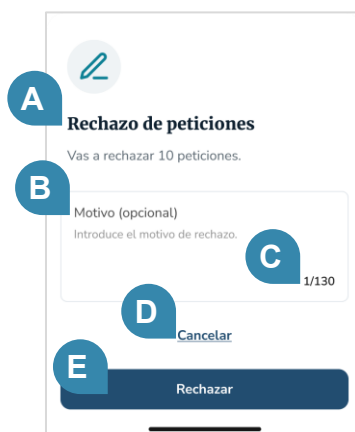 A
Rechazo de peticiones
Vas a rechazar 10 peticiones.
B
Motivo (opcional)
Introduce el motivo de rechazo.
C
1/130
D
Cancelar
E
Rechazar